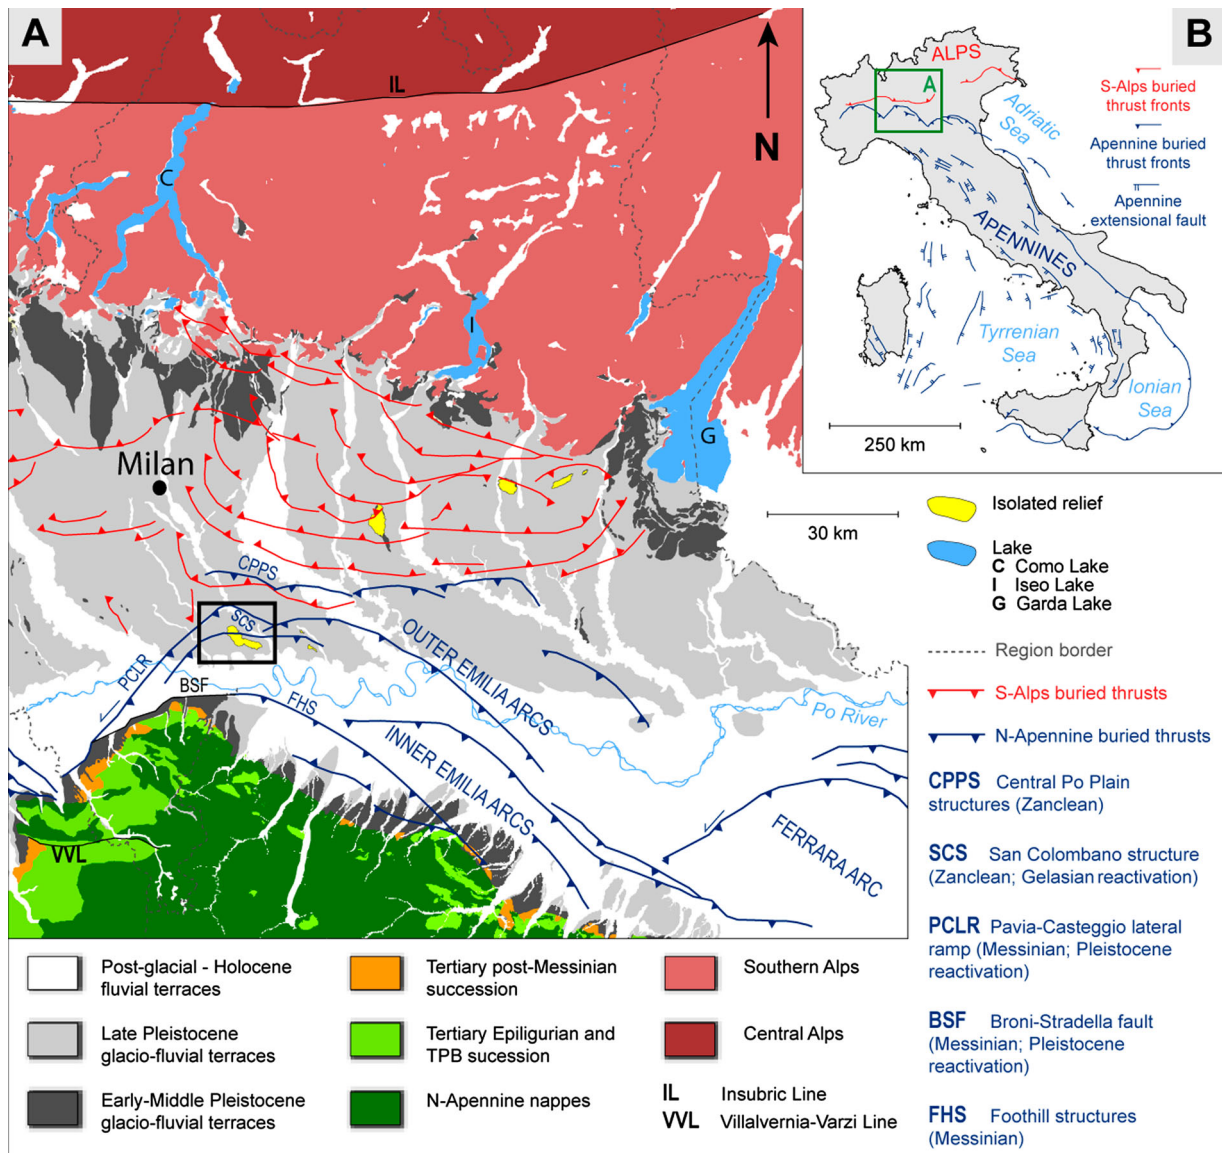 A
IL
N
C
I
G
Milan
CPPS
SCS
PCLR
BSF
FHS
OUTER EMILIA ARCS
INNER EMILIA ARCS
Po River
FERRARA ARC
VVL
30 km
B
ALPS
A
Adriatic
Sea
APENNINES
Tyrrenian
Sea
Ionian
Sea
250 km
S-Alps buried
thrust fronts
Apennine buried
thrust fronts
Apennine
extensional fault
Isolated relief
Lake
C Como Lake
I Iseo Lake
G Garda Lake
Region border
S-Alps buried thrusts
N-Apennine buried thrusts
CPPS Central Po Plain
structures (Zanclean)
SCS San Colombano structure
(Zanclean; Gelasian reactivation)
PCLR Pavia-Casteggio lateral
ramp (Messinian; Pleistocene
reactivation)
BSF Broni-Stradella fault
(Messinian; Pleistocene
reactivation)
FHS Foothill structures
(Messinian)
Post-glacial - Holocene
fluvial terraces
Late Pleistocene
glacio-fluvial terraces
Early-Middle Pleistocene
glacio-fluvial terraces
Tertiary post-Messinian
succession
Tertiary Epiligurian and
TPB sucession
N-Apennine nappes
Southern Alps
Central Alps
IL Insubric Line
VVL Villalvernia-Varzi Line